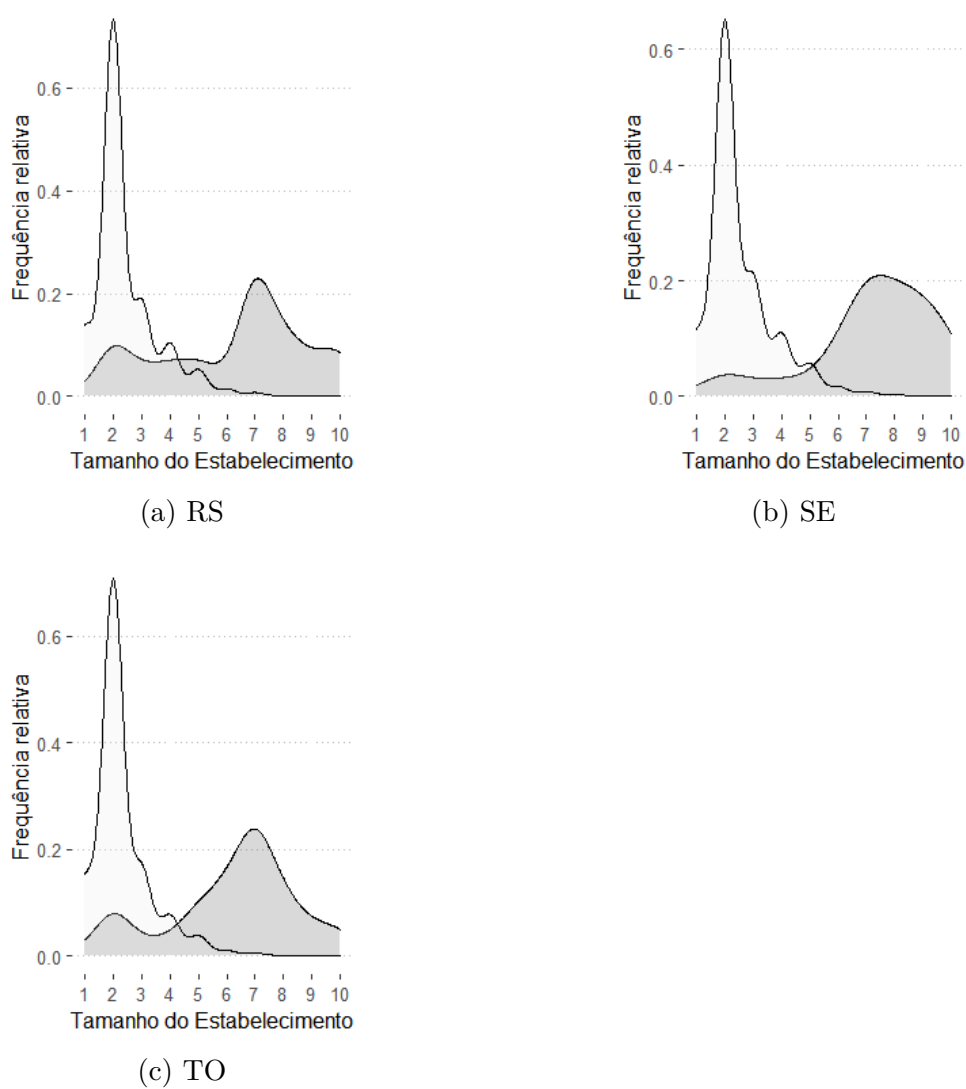 Frequência relativa
0.6
0.4
0.2
0.0
1 2 3 4 5 6 7 8 9 10
Tamanho do Estabelecimento
(a) RS
Frequência relativa
0.6
0.4
0.2
0.0
1 2 3 4 5 6 7 8 9 10
Tamanho do Estabelecimento
(b) SE
Frequência relativa
0.6
0.4
0.2
0.0
1 2 3 4 5 6 7 8 9 10
Tamanho do Estabelecimento
(c) TO